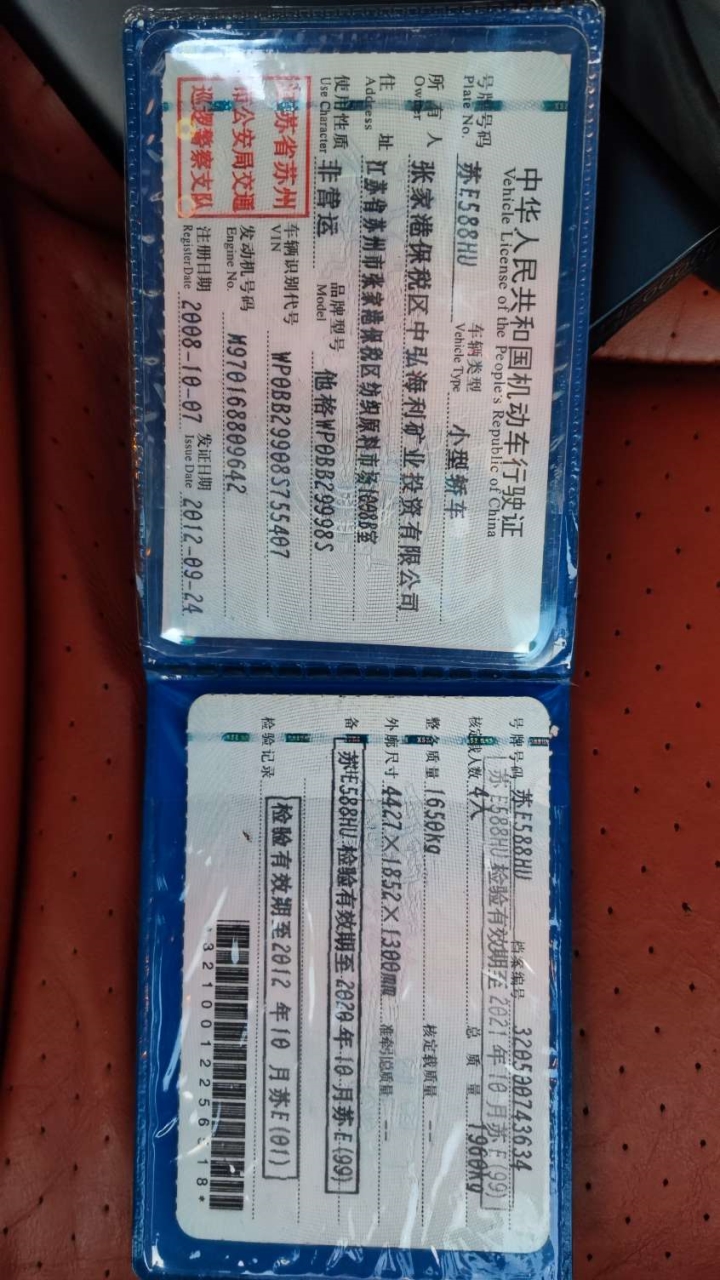 中华人民共和国机动车行驶证
Vehicle License of the People's Republic of China
号牌号码 苏E588HU 车辆类型 小型轿车
Plate No. Vehicle Type
所有人 张家港保税区中弘海利矿业投资有限公司
Owner
住址 江苏省苏州市张家港保税区纺织原料市场 室
Address
使用性质 非营运 品牌型号 他格WP0BB29998S
Use Character Model
江苏省苏州
市公安局交通
巡逻警察支队
车辆识别代号 WP0BB29908S755407
VIN
发动机号码 M970168809642
Engine No.
注册日期 2008-10-07 发证日期 2012-09-24
Register Date Issue Date
号牌号码 苏E588HU 档案编号 320500743634
苏E588HU 检验有效期至2021年10月苏E(99)
核定载人数 4人 总质量 1960kg
整备质量 1650kg 核定载质量 --
外廓尺寸 4427×1852×1300 准牵引总质量 --
备注
苏E588HU 检验有效期至2020年10月苏E(99)
检验记录
检验有效期至2012年10月苏E(01)